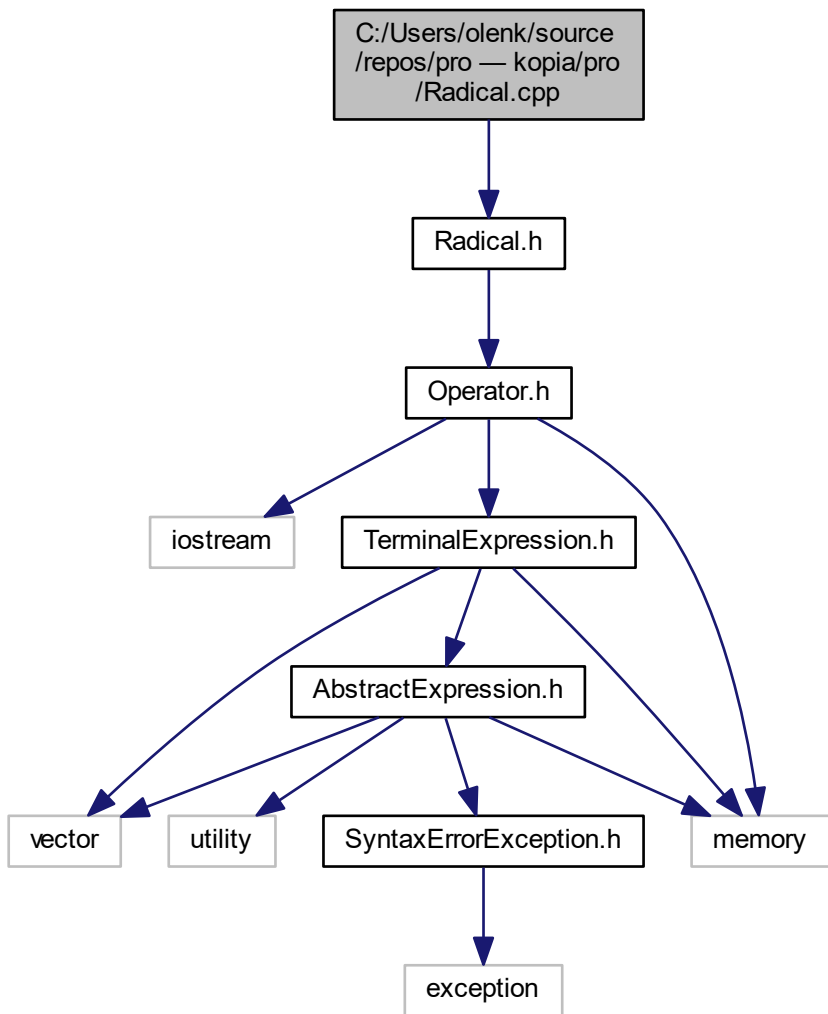 C:/Users/olenk/source
/repos/pro — kopia/pro
/Radical.cpp
Radical.h
Operator.h
iostream
TerminalExpression.h
AbstractExpression.h
vector
utility
SyntaxErrorException.h
memory
exception